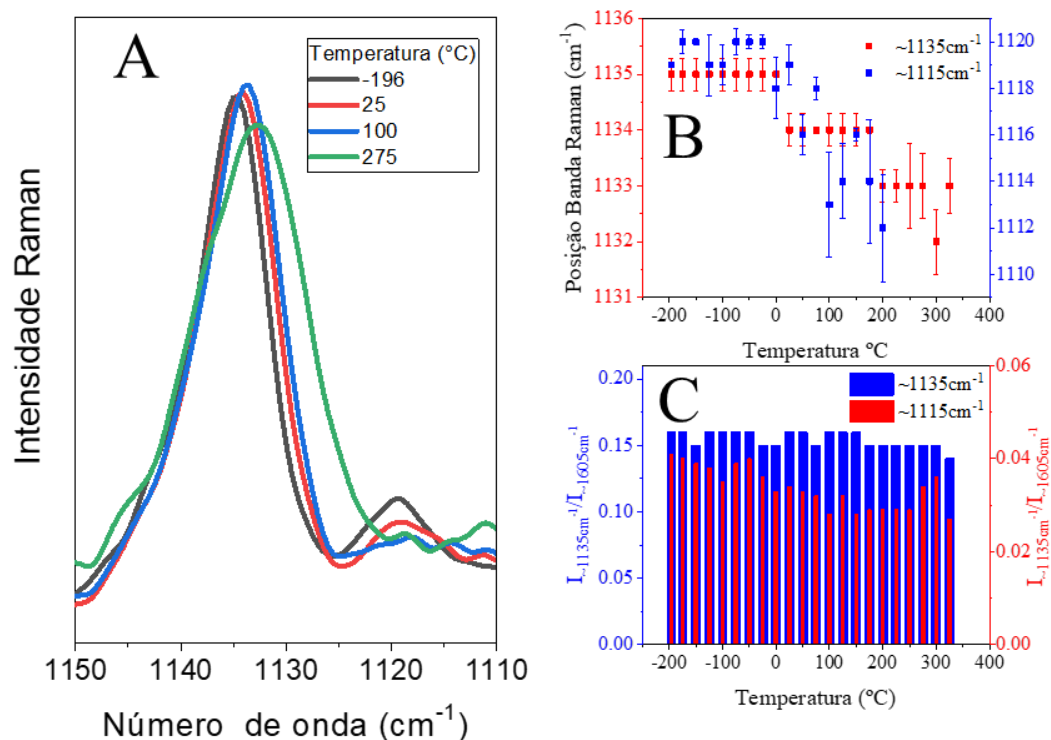 A
Temperatura (°C)
-196
25
100
275
Intensidade Raman
1150 1140 1130 1120 1110
Número de onda (cm-1)
B
~1135cm-1
~1115cm-1
Posição Banda Raman (cm-1)
1136
1135
1134
1133
1132
1131
1120
1118
1116
1114
1112
1110
-200 -100 0 100 200 300 400
Temperatura ºC
C
~1135cm-1
~1115cm-1
I~1135cm-1/I~1605cm-1
0.20
0.15
0.10
0.05
0.00
0.06
0.04
0.02
0.00
I~1135cm-1/I~1605cm-1
-200 -100 0 100 200 300 400
Temperatura (ºC)